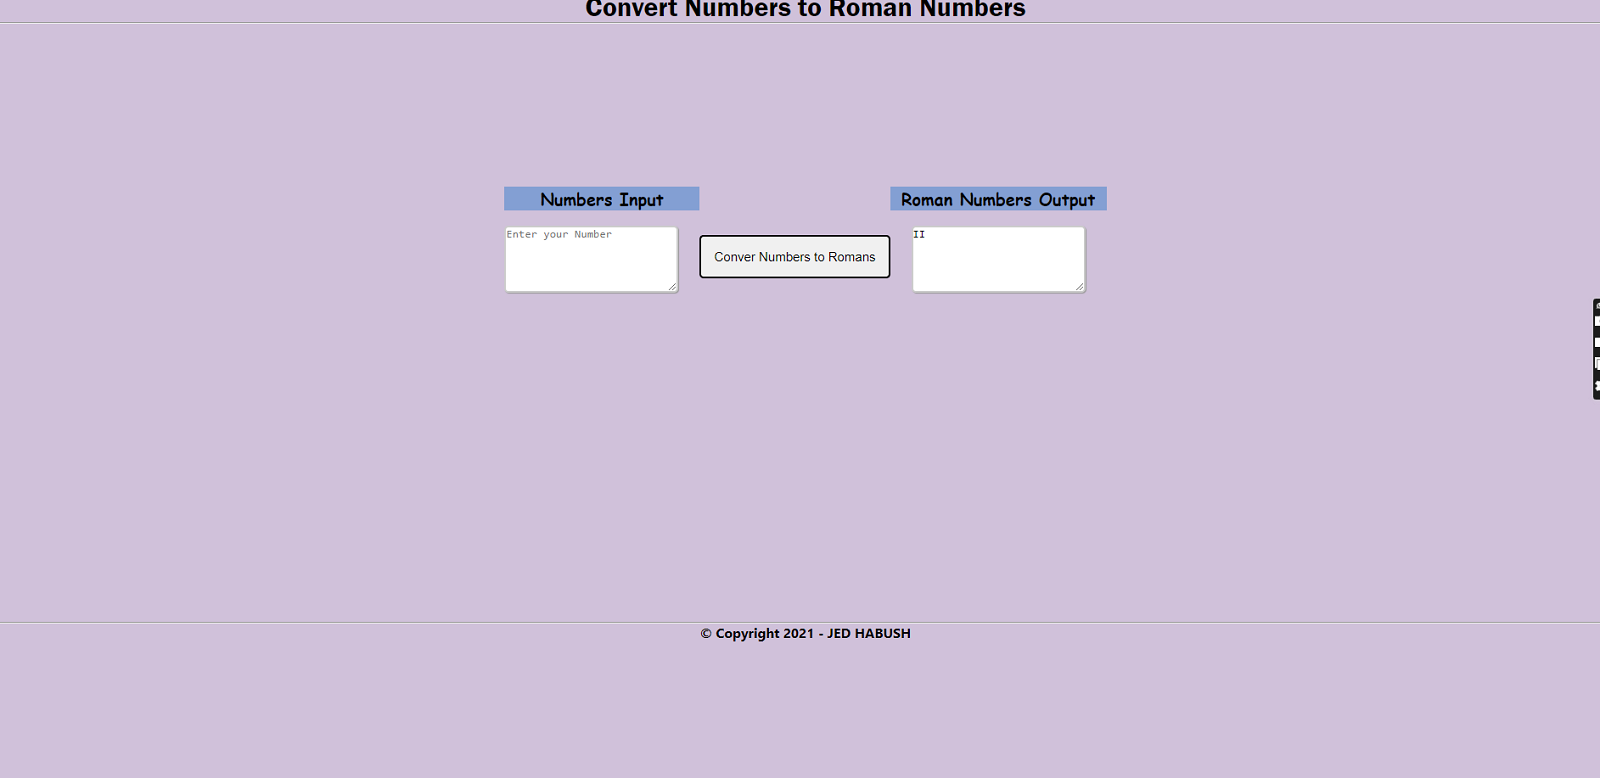 Convert Numbers to Roman Numbers
Numbers Input
Roman Numbers Output
Enter your Number
Conver Numbers to Romans
II
© Copyright 2021 - JED HABUSH